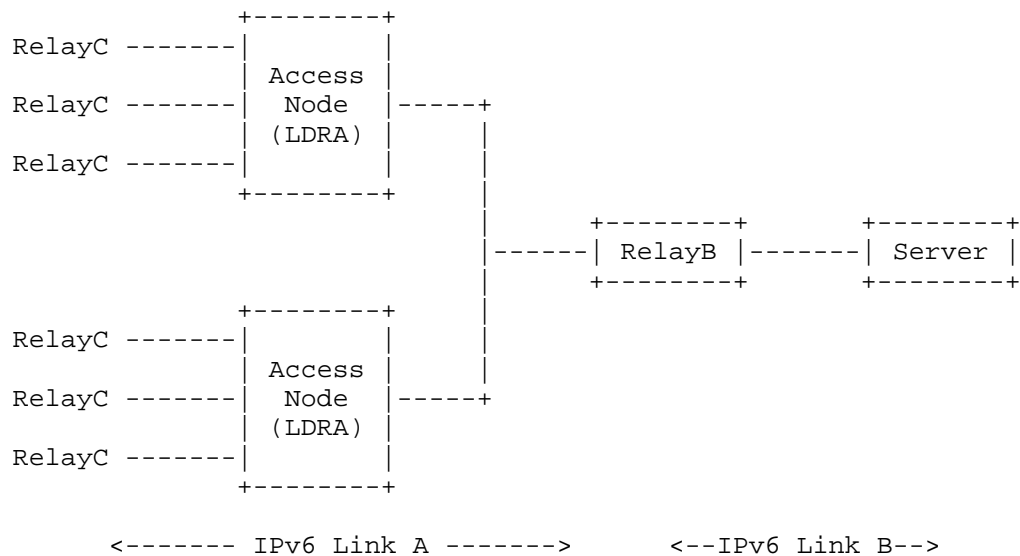 RelayC
Access
RelayC Node
(LDRA)
RelayC
RelayB Server
RelayC
Access
RelayC Node
(LDRA)
RelayC
<------- IPv6 Link A -------> <--IPv6 Link B-->